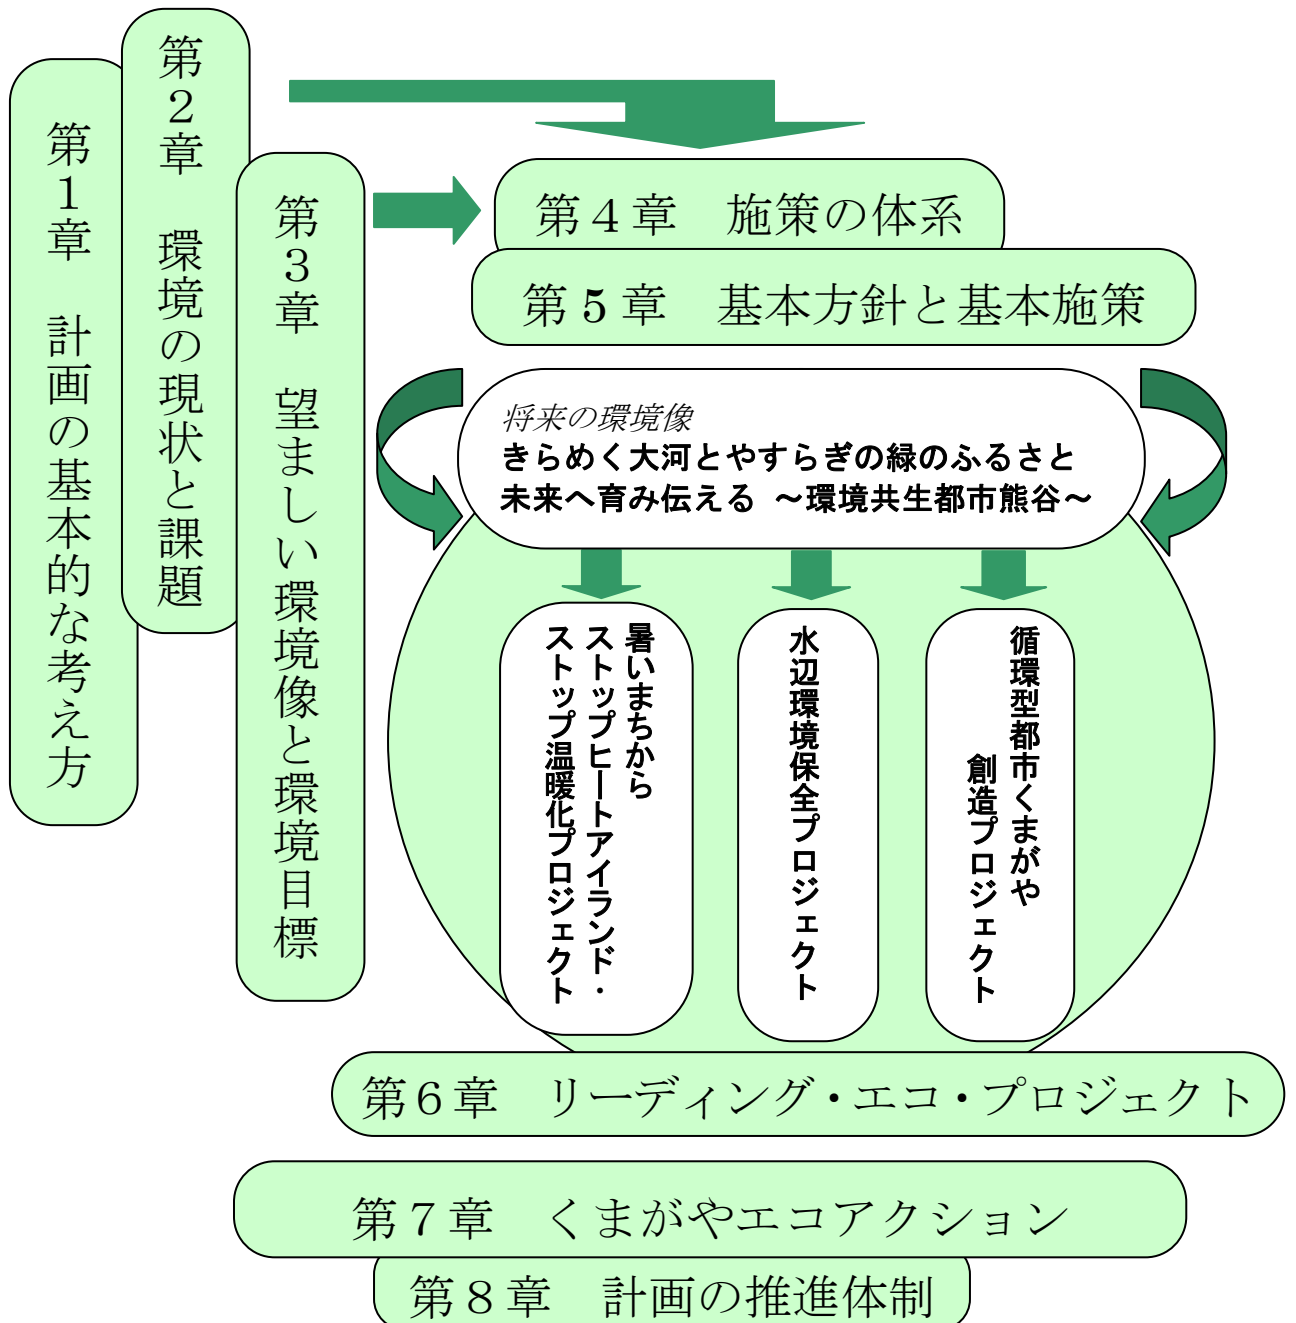 第１章　計画の基本的な考え方
第２章　環境の現状と課題
第３章　望ましい環境像と環境目標
第４章　施策の体系
第５章　基本方針と基本施策
将来の環境像
きらめく大河とやすらぎの緑のふるさと
未来へ育み伝える ～環境共生都市熊谷～
暑いまちから
ストップヒートアイランド・
ストップ温暖化プロジェクト
水辺環境保全プロジェクト
循環型都市くまがや
創造プロジェクト
第６章　リーディング・エコ・プロジェクト
第７章　くまがやエコアクション
第８章　計画の推進体制